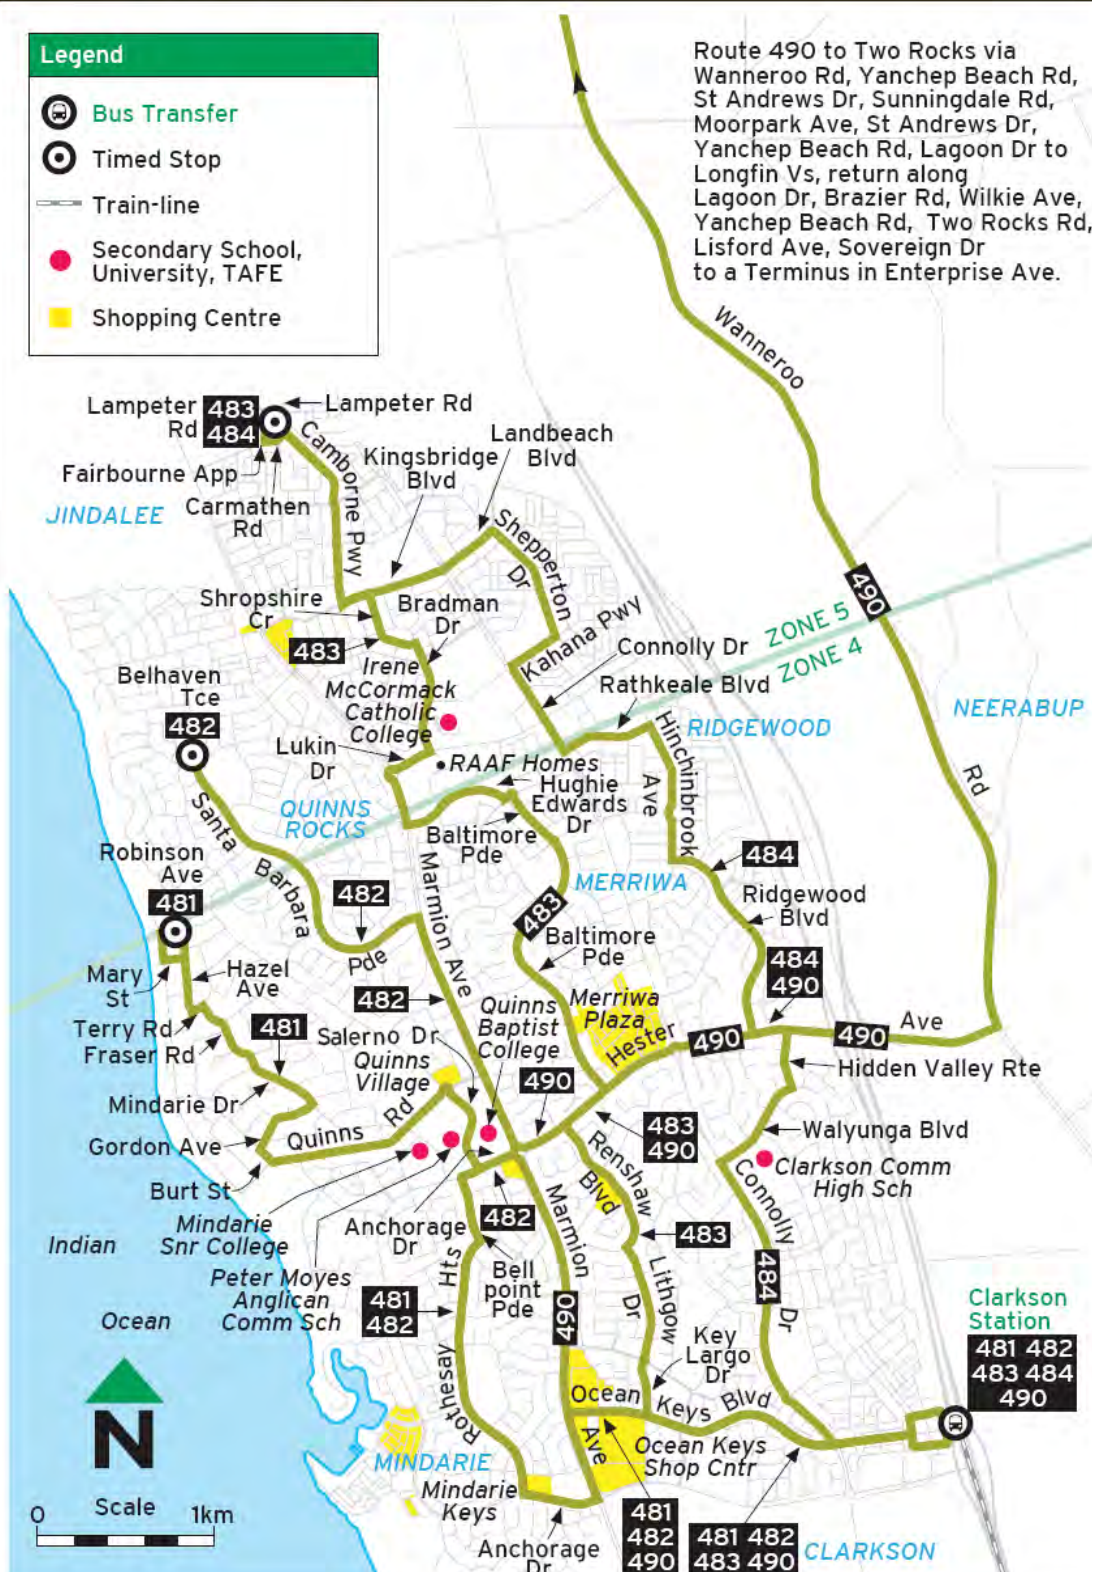 Legend
Bus Transfer
Timed Stop
Train-line
Secondary School,
University, TAFE
Shopping Centre
Route 490 to Two Rocks via
Wanneroo Rd, Yanchep Beach Rd,
St Andrews Dr, Sunningdale Rd,
Moorpark Ave, St Andrews Dr,
Yanchep Beach Rd, Lagoon Dr to
Longfin Vs, return along
Lagoon Dr, Brazier Rd, Wilkie Ave,
Yanchep Beach Rd, Two Rocks Rd,
Lisford Ave, Sovereign Dr
to a Terminus in Enterprise Ave.
Wanneroo
Lampeter
Rd
483
484
Lampeter Rd
Fairbourne App
Carmathen
Rd
JINDALEE
Camborne Pwy
Kingsbridge
Blvd
Landbeach
Blvd
Shepperton
Dr
Shropshire
Cr
483
Bradman
Dr
Kahana Pwy
Connolly Dr
Rathkeale Blvd
ZONE 5
ZONE 4
490
NEERABUP
Rd
RIDGEWOOD
Belhaven
Tce
482
Irene
McCormack
Catholic
College
Lukin
Dr
RAAF Homes
Hughie
Edwards
Dr
Hinchinbrook
Ave
QUINNS
ROCKS
Santa
Barbara
Pde
Baltimore
Pde
Robinson
Ave
481
482
Marmion Ave
MERRIWA
484
Ridgewood
Blvd
483
Baltimore
Pde
484
490
Mary
St
Hazel
Ave
482
Quinns
Baptist
College
Merriwa
Plaza
Hester
490
490
Ave
Terry Rd
Fraser Rd
481
Salerno Dr
Quinns
Village
490
Hidden Valley Rte
Mindarie Dr
Gordon Ave
Quinns
Rd
483
490
Walyunga Blvd
Burt St
Renshaw
Blvd
Connolly
Dr
Clarkson Comm
High Sch
Mindarie
Snr College
Anchorage
Dr
482
Marmion
Ave
483
484
Indian
Ocean
Peter Moyes
Anglican
Comm Sch
481
482
Bell
point
Pde
Rothesay
Hts
490
Lithgow
Dr
Key
Largo
Dr
Clarkson
Station
481 482
483 484
490
Ocean
Keys
Blvd
N
MINDARIE
Mindarie
Keys
Ocean Keys
Shop Cntr
0
Scale
1km
Anchorage
Dr
481
482
490
481 482
483 490
CLARKSON